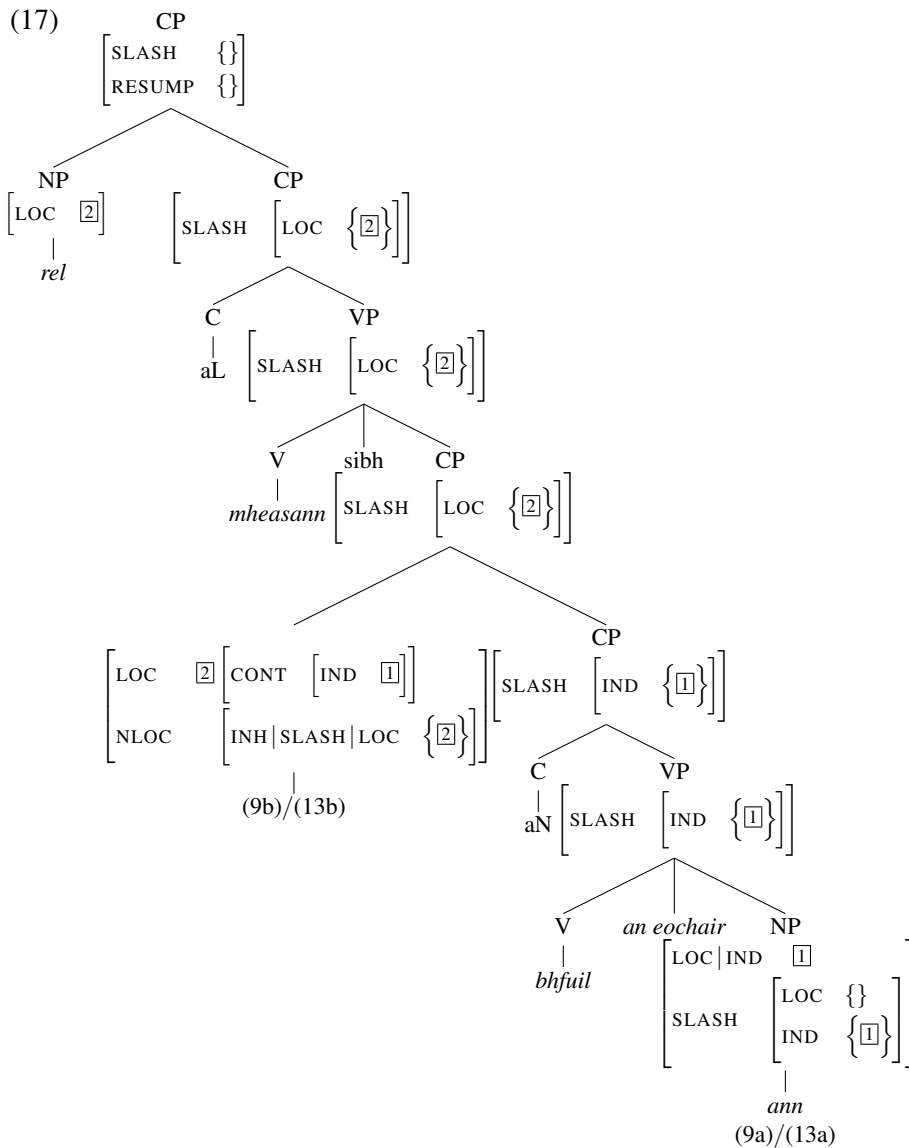 (17) CP
[SLASH {}
RESUMP {}]
NP CP
[LOC 2] [SLASH [LOC {2}]]
rel
C VP
aL [SLASH [LOC {2}]]
V sibh CP
mheasann [SLASH [LOC {2}]]
CP
[LOC 2 [CONT [IND 1]] [SLASH [IND {1}]]
NLOC [INH|SLASH|LOC {2}]]
C VP
(9b)/(13b) aN [SLASH [IND {1}]]
V an eochair NP
bhfuil [LOC|IND 1
SLASH [LOC {}
IND {1}]]
ann
(9a)/(13a)